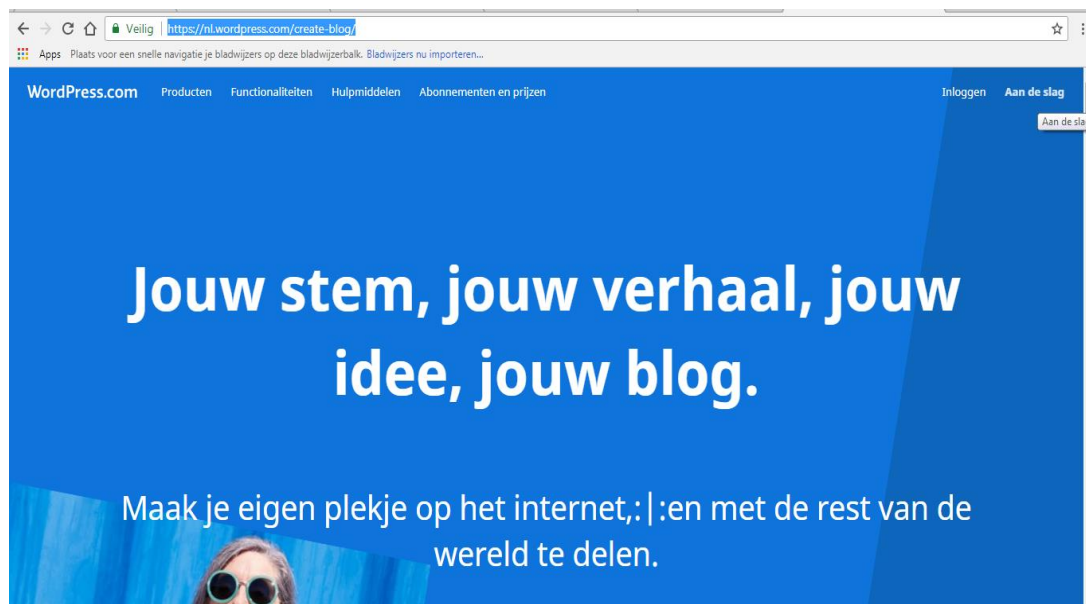 Veilig https://nl.wordpress.com/create-blog/
Apps Plaats voor een snelle navigatie je bladwijzers op deze bladwijzerbalk. Bladwijzers nu importeren...
WordPress.com Producten Functionaliteiten Hulpmiddelen Abonnementen en prijzen Inloggen Aan de slag
Aan de sla
Jouw stem, jouw verhaal, jouw
idee, jouw blog.
Maak je eigen plekje op het internet,:|:en met de rest van de
wereld te delen.